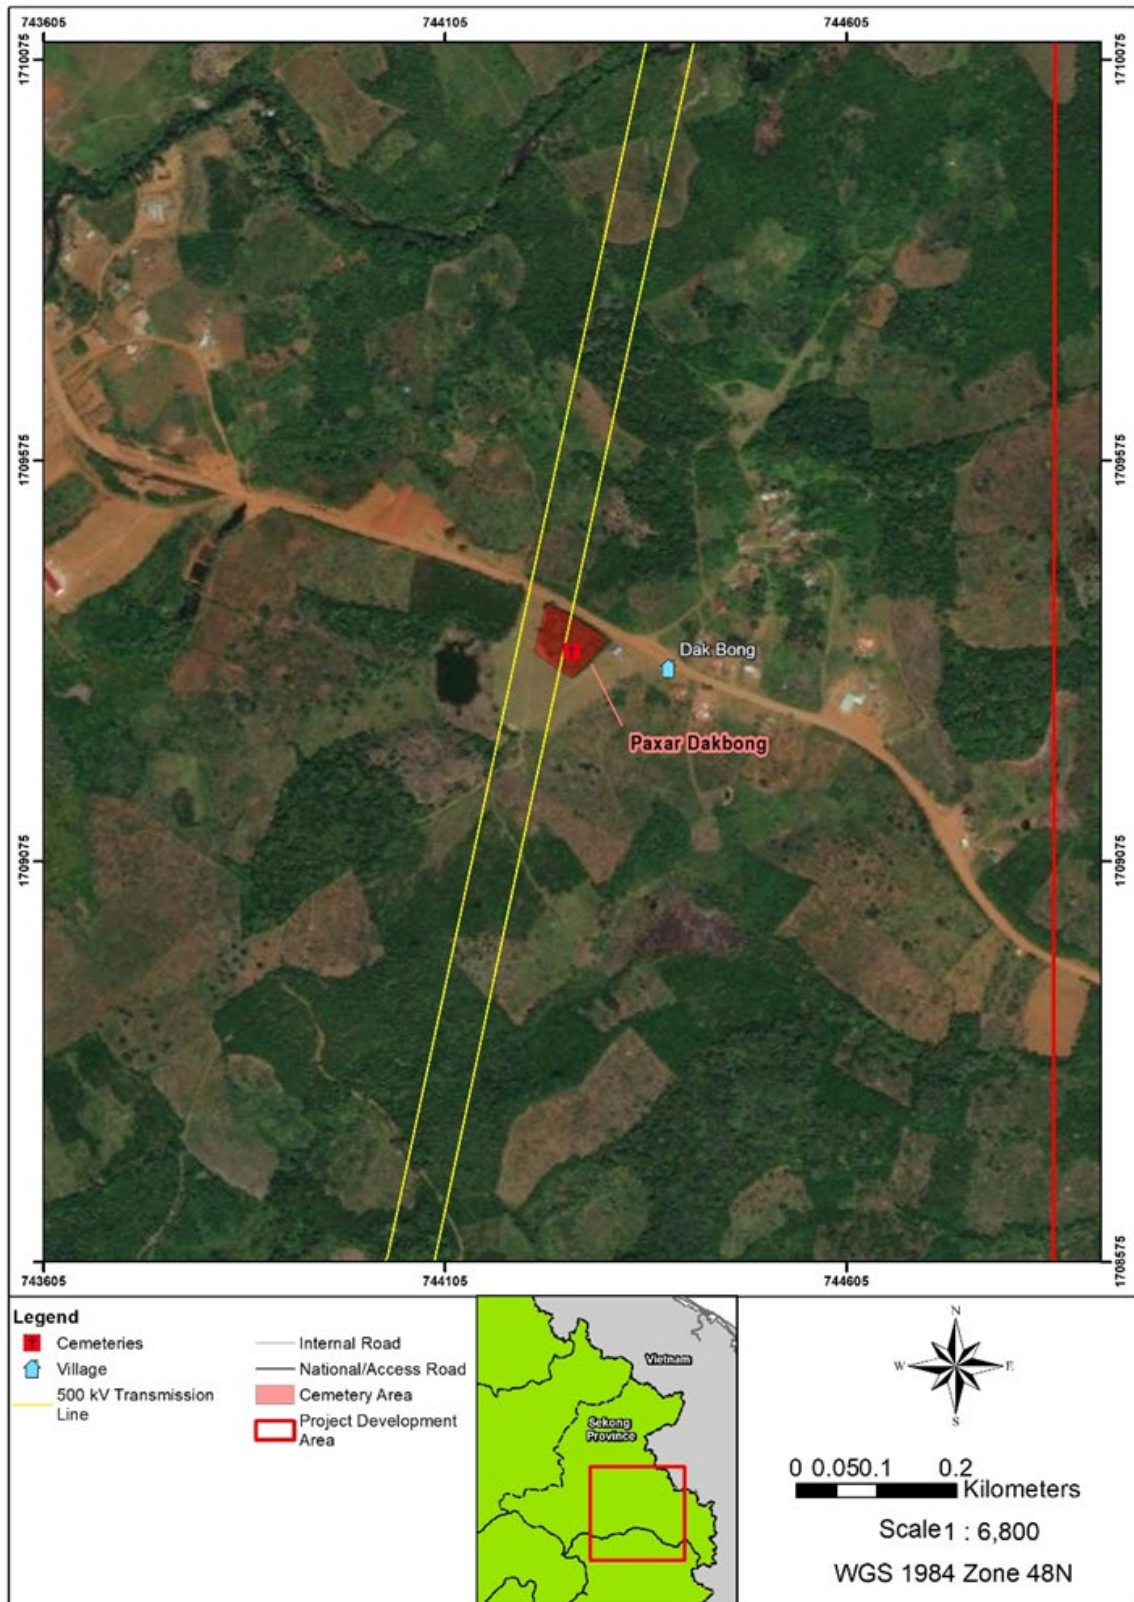 743605
744105
744605
1710075
1710075
1709575
1709575
Dak Bong
Paxar Dakbong
1709075
1709075
1708575
743605
744105
744605
Legend
Cemeteries
Village
500 kV Transmission
Line
Internal Road
National/Access Road
Cemetery Area
Project Development
Area
Vietnam
Sekong
Province
N
W
E
S
0 0.050.1 0.2
Kilometers
Scale1 : 6,800
WGS 1984 Zone 48N